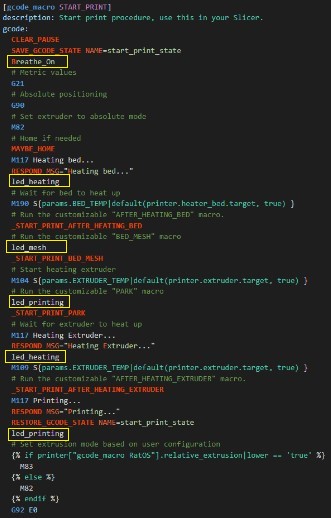 [gcode_macro START_PRINT]
description: Start print procedure, use this in your Slicer.
gcode:
CLEAR_PAUSE
SAVE_GCODE_STATE NAME=start_print_state
Breathe_On
# Metric values
G21
# Absolute positioning
G90
# Set extruder to absolute mode
M82
# Home if needed
MAYBE_HOME
M117 Heating bed...
RESPOND MSG="Heating bed..."
led_heating
# Wait for bed to heat up
M190 S{params.BED_TEMP|default(printer.heater_bed.target, true) }
# Run the customizable "AFTER_HEATING_BED" macro.
_START_PRINT_AFTER_HEATING_BED
# Run the customizable "BED_MESH" macro
led_mesh
_START_PRINT_BED_MESH
# Start heating extruder
M104 S{params.EXTRUDER_TEMP|default(printer.extruder.target, true) }
# Run the customizable "PARK" macro
led_printing
_START_PRINT_PARK
# Wait for extruder to heat up
M117 Heating Extruder...
RESPOND MSG="Heating Extruder..."
led_heating
M109 S{params.EXTRUDER_TEMP|default(printer.extruder.target, true) }
# Run the customizable "AFTER_HEATING_EXTRUDER" macro.
_START_PRINT_AFTER_HEATING_EXTRUDER
M117 Printing...
RESPOND MSG="Printing..."
RESTORE_GCODE_STATE NAME=start_print_state
led_printing
# Set extrusion mode based on user configuration
{% if printer["gcode_macro RatOS"].relative_extrusion|lower == 'true' %}
M83
{% else %}
M82
{% endif %}
G92 E0